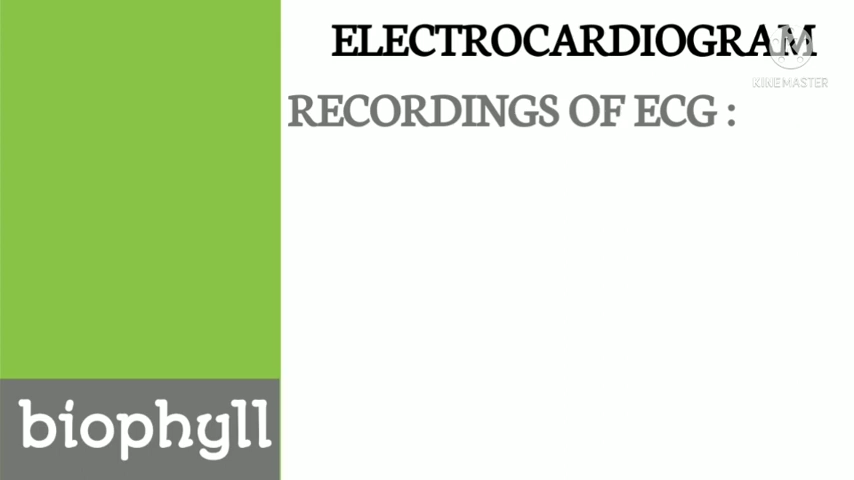 ELECTROCARDIOGRAM
KINEMASTER
RECORDINGS OF ECG :
biophyll